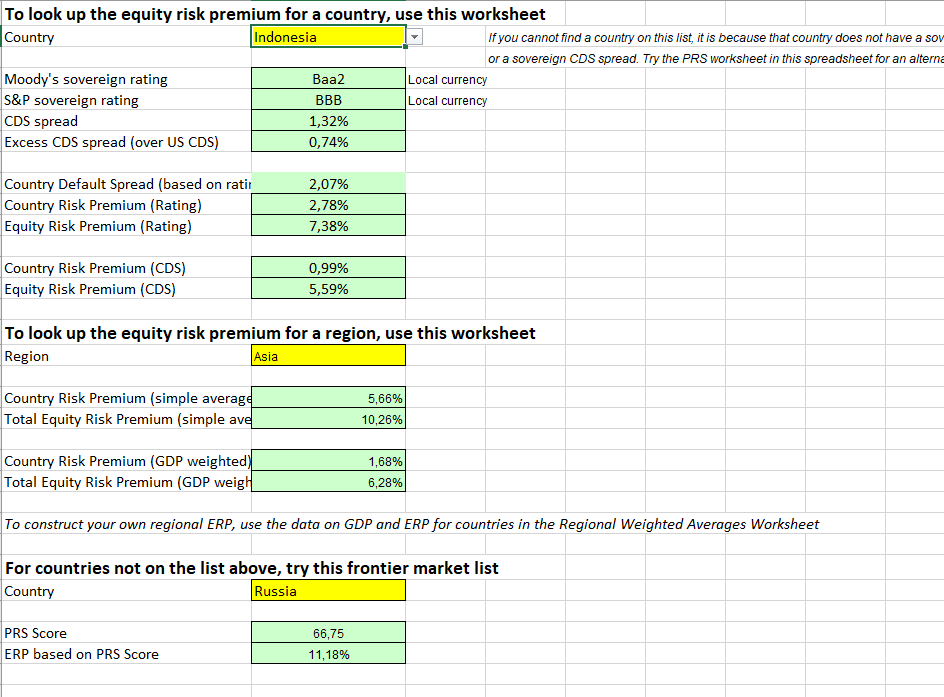 To look up the equity risk premium for a country, use this worksheet
Country Indonesia If you cannot find a country on this list, it is because that country does not have a sov
or a sovereign CDS spread. Try the PRS worksheet in this spreadsheet for an alterna
Moody's sovereign rating Baa2 Local currency
S&P sovereign rating BBB Local currency
CDS spread 1,32%
Excess CDS spread (over US CDS) 0,74%
Country Default Spread (based on ratin 2,07%
Country Risk Premium (Rating) 2,78%
Equity Risk Premium (Rating) 7,38%
Country Risk Premium (CDS) 0,99%
Equity Risk Premium (CDS) 5,59%
To look up the equity risk premium for a region, use this worksheet
Region Asia
Country Risk Premium (simple average 5,66%
Total Equity Risk Premium (simple ave 10,26%
Country Risk Premium (GDP weighted) 1,68%
Total Equity Risk Premium (GDP weigh 6,28%
To construct your own regional ERP, use the data on GDP and ERP for countries in the Regional Weighted Averages Worksheet
For countries not on the list above, try this frontier market list
Country Russia
PRS Score 66,75
ERP based on PRS Score 11,18%